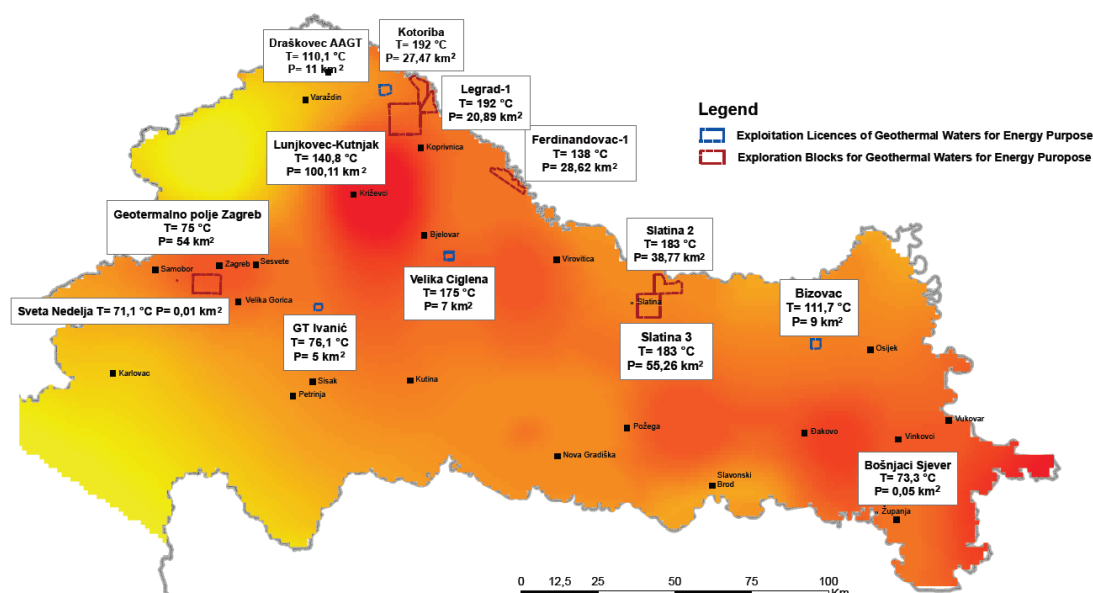 Draškovec AAGT
T= 110,1 °C
P= 11 km²
Kotoriba
T= 192 °C
P= 27,47 km²
Legrad-1
T= 192 °C
P= 20,89 km²
Ferdinandovac-1
T= 138 °C
P= 28,62 km²
Lunjkovec-Kutnjak
T= 140,8 °C
P= 100,11 km²
Geotermalno polje Zagreb
T= 75 °C
P= 54 km²
Sveta Nedelja T= 71,1 °C P= 0,01 km²
GT Ivanić
T= 76,1 °C
P= 5 km²
Velika Ciglena
T= 175 °C
P= 7 km²
Slatina 2
T= 183 °C
P= 38,77 km²
Slatina 3
T= 183 °C
P= 55,26 km²
Bizovac
T= 111,7 °C
P= 9 km²
Bošnjaci Sjever
T= 73,3 °C
P= 0,05 km²
Legend
Exploitation Licences of Geothermal Waters for Energy Purpose
Exploration Blocks for Geothermal Waters for Energy Puropose
Varaždin
Koprivnica
Križevci
Bjelovar
Samobor
Zagreb
Sesvete
Velika Gorica
Virovitica
Slatina
Osijek
Karlovac
Sisak
Petrinja
Kutina
Požega
Nova Gradiška
Đakovo
Vinkovci
Vukovar
Slavonski
Brod
Županja
0 12,5 25 50 75 100
Km